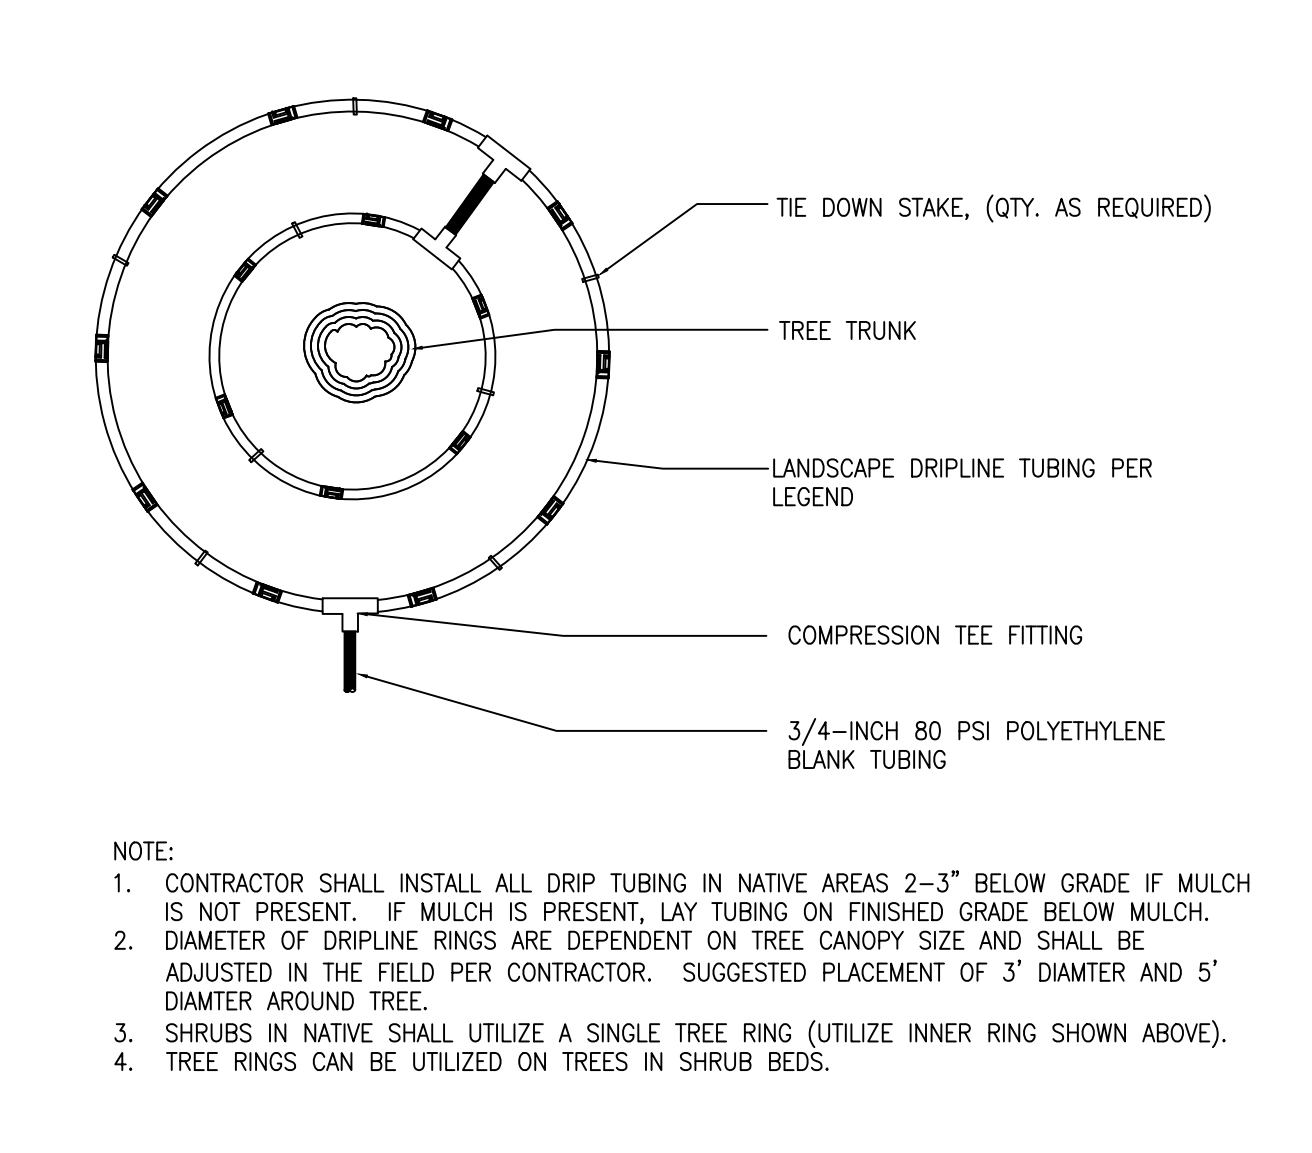 TIE DOWN STAKE, (QTY. AS REQUIRED)
TREE TRUNK
LANDSCAPE DRIPLINE TUBING PER
LEGEND
COMPRESSION TEE FITTING
3/4-INCH 80 PSI POLYETHYLENE
BLANK TUBING
NOTE:
1. CONTRACTOR SHALL INSTALL ALL DRIP TUBING IN NATIVE AREAS 2-3" BELOW GRADE IF MULCH
IS NOT PRESENT. IF MULCH IS PRESENT, LAY TUBING ON FINISHED GRADE BELOW MULCH.
2. DIAMETER OF DRIPLINE RINGS ARE DEPENDENT ON TREE CANOPY SIZE AND SHALL BE
ADJUSTED IN THE FIELD PER CONTRACTOR. SUGGESTED PLACEMENT OF 3' DIAMTER AND 5'
DIAMTER AROUND TREE.
3. SHRUBS IN NATIVE SHALL UTILIZE A SINGLE TREE RING (UTILIZE INNER RING SHOWN ABOVE).
4. TREE RINGS CAN BE UTILIZED ON TREES IN SHRUB BEDS.